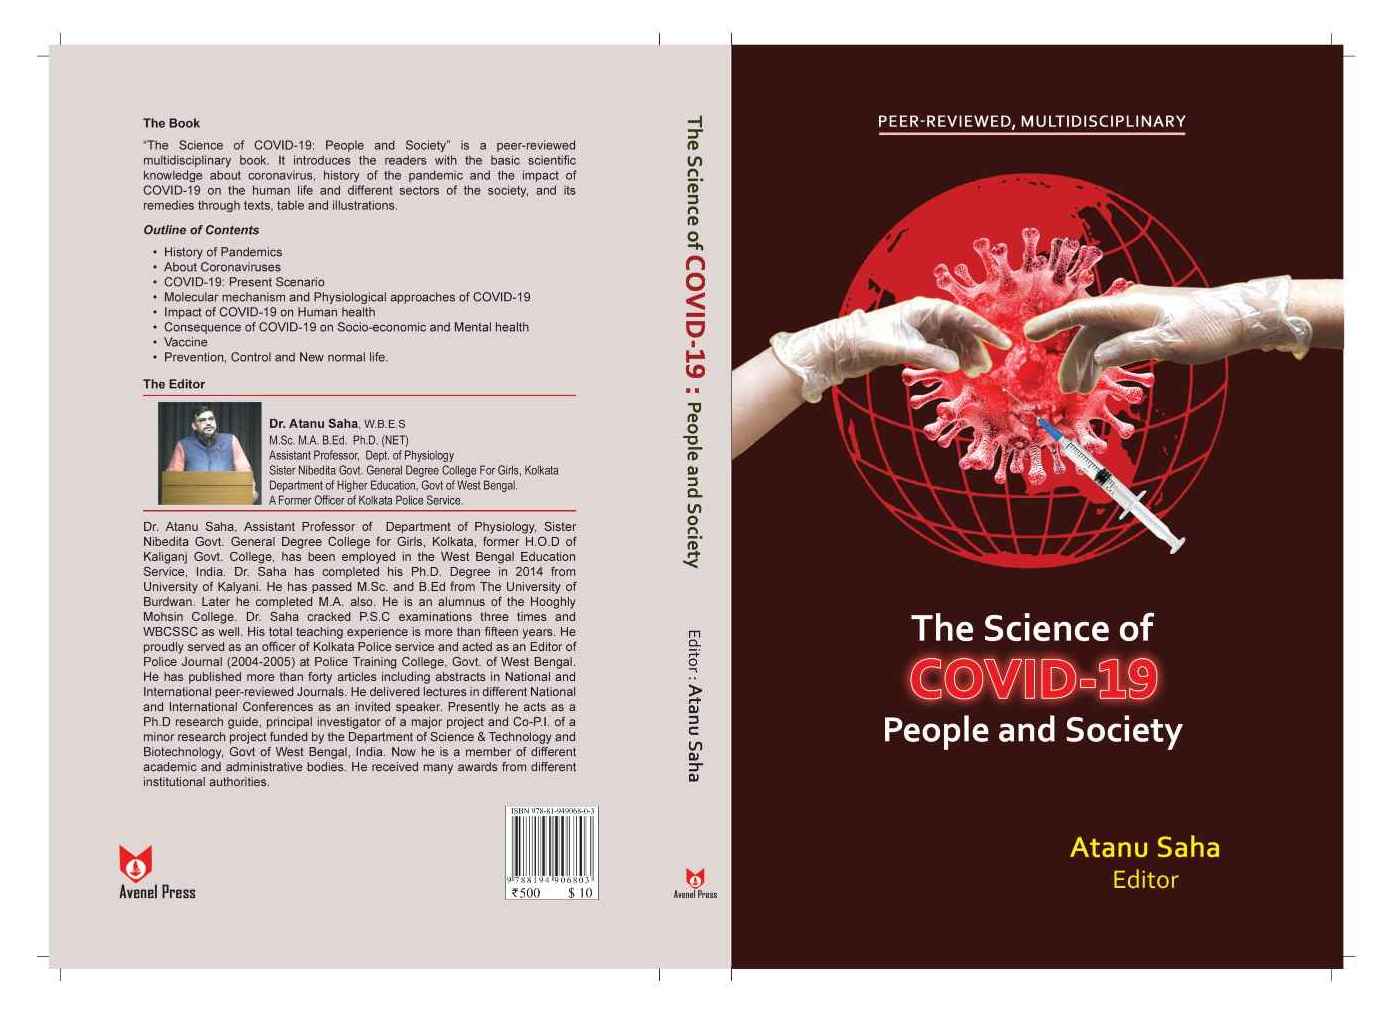 The Book
“The Science of COVID-19: People and Society” is a peer-reviewed
multidisciplinary book. It introduces the readers with the basic scientific
knowledge about coronavirus, history of the pandemic and the impact of
COVID-19 on the human life and different sectors of the society, and its
remedies through texts, table and illustrations.
Outline of Contents
• History of Pandemics
• About Coronaviruses
• COVID-19: Present Scenario
• Molecular mechanism and Physiological approaches of COVID-19
• Impact of COVID-19 on Human health
• Consequence of COVID-19 on Socio-economic and Mental health
• Vaccine
• Prevention, Control and New normal life.
The Editor
Dr. Atanu Saha, W.B.E.S
M.Sc. M.A. B.Ed. Ph.D. (NET)
Assistant Professor, Dept. of Physiology
Sister Nibedita Govt. General Degree College For Girls, Kolkata
Department of Higher Education, Govt of West Bengal.
A Former Officer of Kolkata Police Service.
Dr. Atanu Saha, Assistant Professor of Department of Physiology, Sister
Nibedita Govt. General Degree College for Girls, Kolkata, former H.O.D of
Kaliganj Govt. College, has been employed in the West Bengal Education
Service, India. Dr. Saha has completed his Ph.D. Degree in 2014 from
University of Kalyani. He has passed M.Sc. and B.Ed from The University of
Burdwan. Later he completed M.A. also. He is an alumnus of the Hooghly
Mohsin College. Dr. Saha cracked P.S.C examinations three times and
WBCSSC as well. His total teaching experience is more than fifteen years. He
proudly served as an officer of Kolkata Police service and acted as an Editor of
Police Journal (2004-2005) at Police Training College, Govt. of West Bengal.
He has published more than forty articles including abstracts in National and
International peer-reviewed Journals. He delivered lectures in different National
and International Conferences as an invited speaker. Presently he acts as a
Ph.D research guide, principal investigator of a major project and Co-P.I. of a
minor research project funded by the Department of Science & Technology and
Biotechnology, Govt of West Bengal, India. Now he is a member of different
academic and administrative bodies. He received many awards from different
institutional authorities.
Avenel Press
ISBN 978-81-949068-0-3
9788194906803
₹500 $ 10
The Science of COVID-19 : People and Society
Editor : Atanu Saha
Avenel Press
PEER-REVIEWED, MULTIDISCIPLINARY
The Science of
COVID-19
People and Society
Atanu Saha
Editor